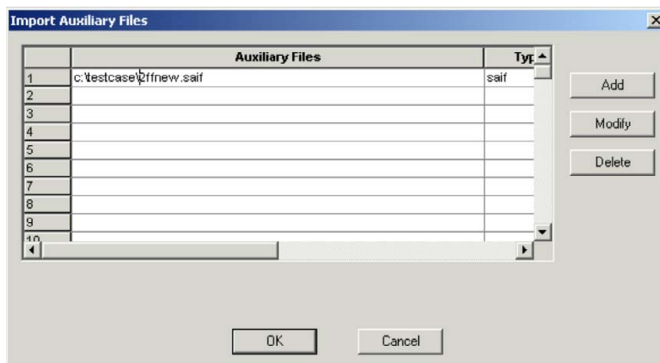 Import Auxiliary Files
Auxiliary Files Typ
1 c:\testcase\2ffnew.saif saif
2
3
4
5
6
7
8
9
10
Add
Modify
Delete
OK Cancel